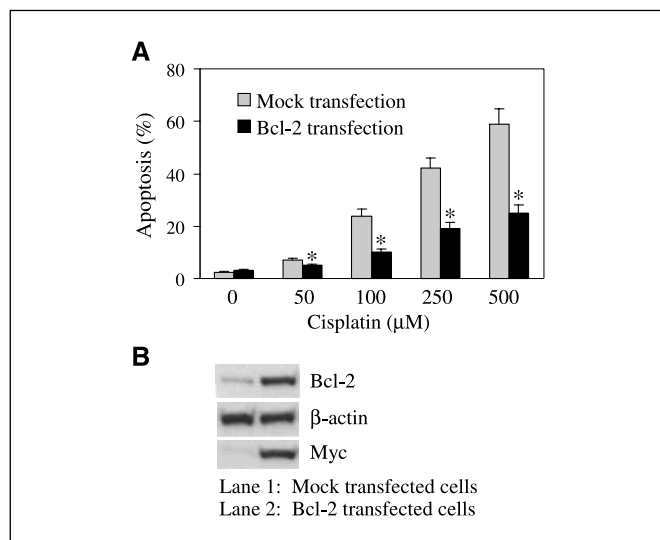 A
80
60
40
20
0
Apoptosis (%)
Mock transfection
Bcl-2 transfection
* * * *
0 50 100 250 500
Cisplatin (μM)
B
Bcl-2
β-actin
Myc
Lane 1: Mock transfected cells
Lane 2: Bcl-2 transfected cells